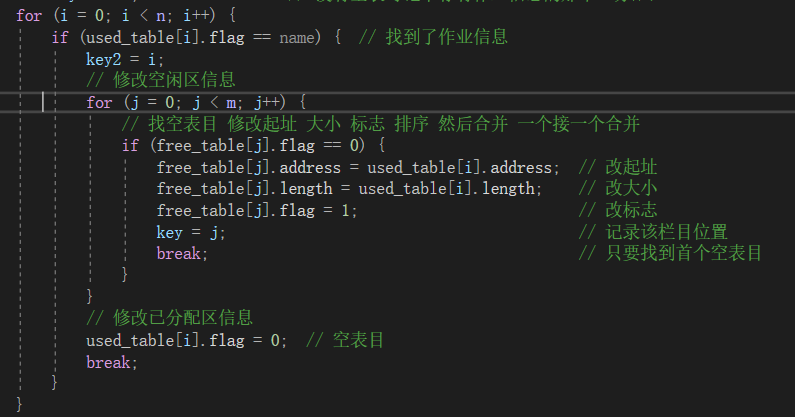 for (i = 0; i < n; i++) {
if (used_table[i].flag == name) {  // 找到了作业信息
key2 = i;
// 修改空闲区信息
for (j = 0; j < m; j++) {
// 找空表目 修改起址 大小 标志 排序 然后合并 一个接一个合并
if (free_table[j].flag == 0) {
free_table[j].address = used_table[i].address;  // 改起址
free_table[j].length = used_table[i].length;    // 改大小
free_table[j].flag = 1;                         // 改标志
key = j;                                        // 记录该栏目位置
break;                                          // 只要找到首个空表目
}
}
// 修改已分配区信息
used_table[i].flag = 0;  // 空表目
break;
}
}